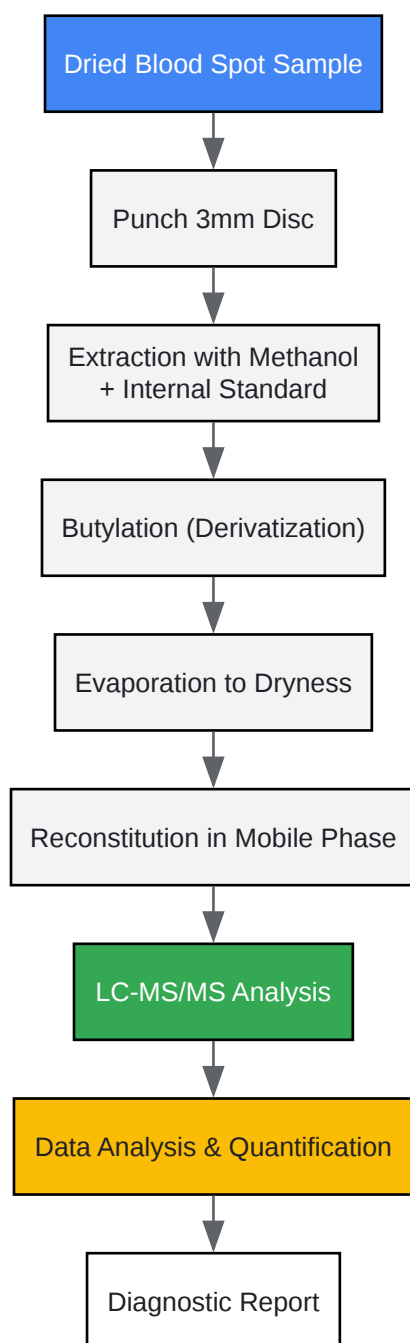 Dried Blood Spot Sample
Punch 3mm Disc
Extraction with Methanol
+ Internal Standard
Butylation (Derivatization)
Evaporation to Dryness
Reconstitution in Mobile Phase
LC-MS/MS Analysis
Data Analysis & Quantification
Diagnostic Report